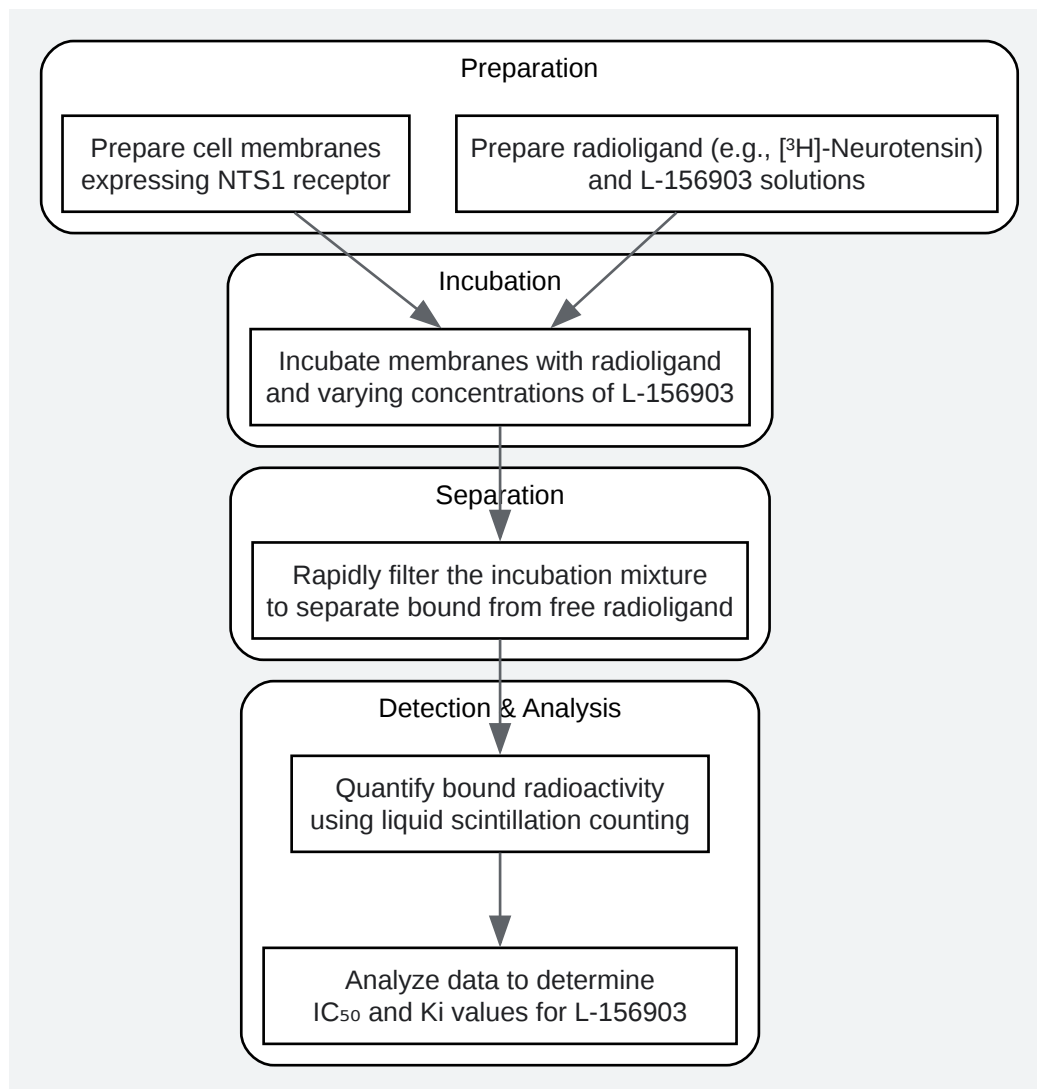 Preparation
Prepare cell membranes
expressing NTS1 receptor
Prepare radioligand (e.g., [³H]-Neurotensin)
and L-156903 solutions
Incubation
Incubate membranes with radioligand
and varying concentrations of L-156903
Separation
Rapidly filter the incubation mixture
to separate bound from free radioligand
Detection & Analysis
Quantify bound radioactivity
using liquid scintillation counting
Analyze data to determine
IC₅₀ and Ki values for L-156903